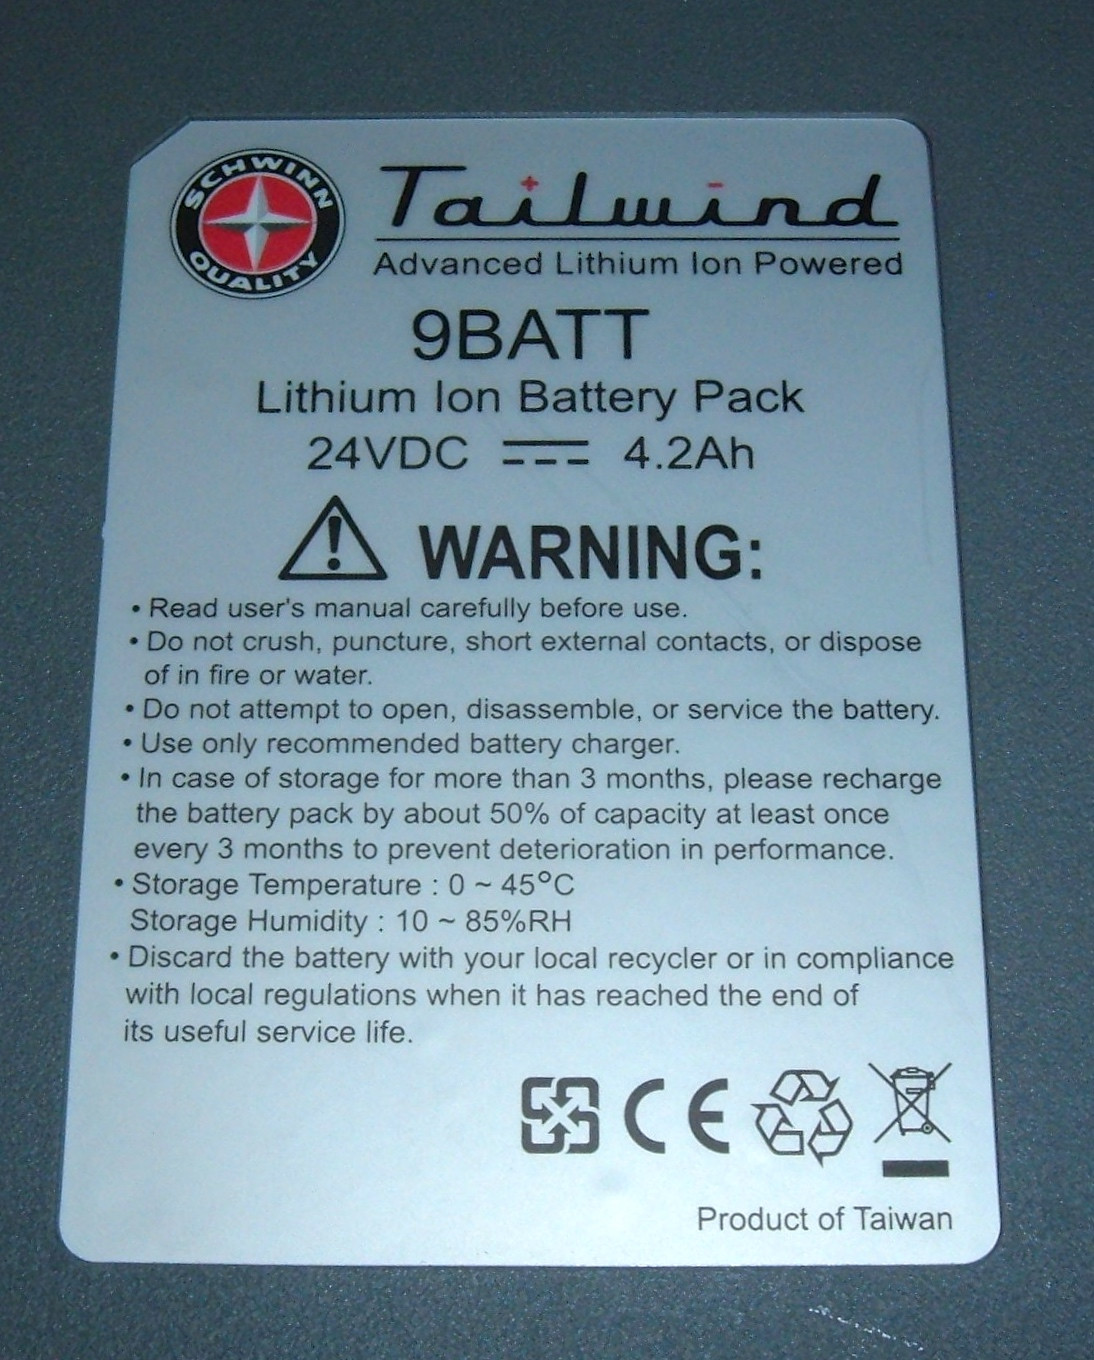 SCHWINN
QUALITY
Tailwind
Advanced Lithium Ion Powered
9BATT
Lithium Ion Battery Pack
24VDC ⎓ 4.2Ah
WARNING:
• Read user's manual carefully before use.
• Do not crush, puncture, short external contacts, or dispose
of in fire or water.
• Do not attempt to open, disassemble, or service the battery.
• Use only recommended battery charger.
• In case of storage for more than 3 months, please recharge
the battery pack by about 50% of capacity at least once
every 3 months to prevent deterioration in performance.
• Storage Temperature : 0 ~ 45°C
Storage Humidity : 10 ~ 85%RH
• Discard the battery with your local recycler or in compliance
with local regulations when it has reached the end of
its useful service life.
CE
Product of Taiwan